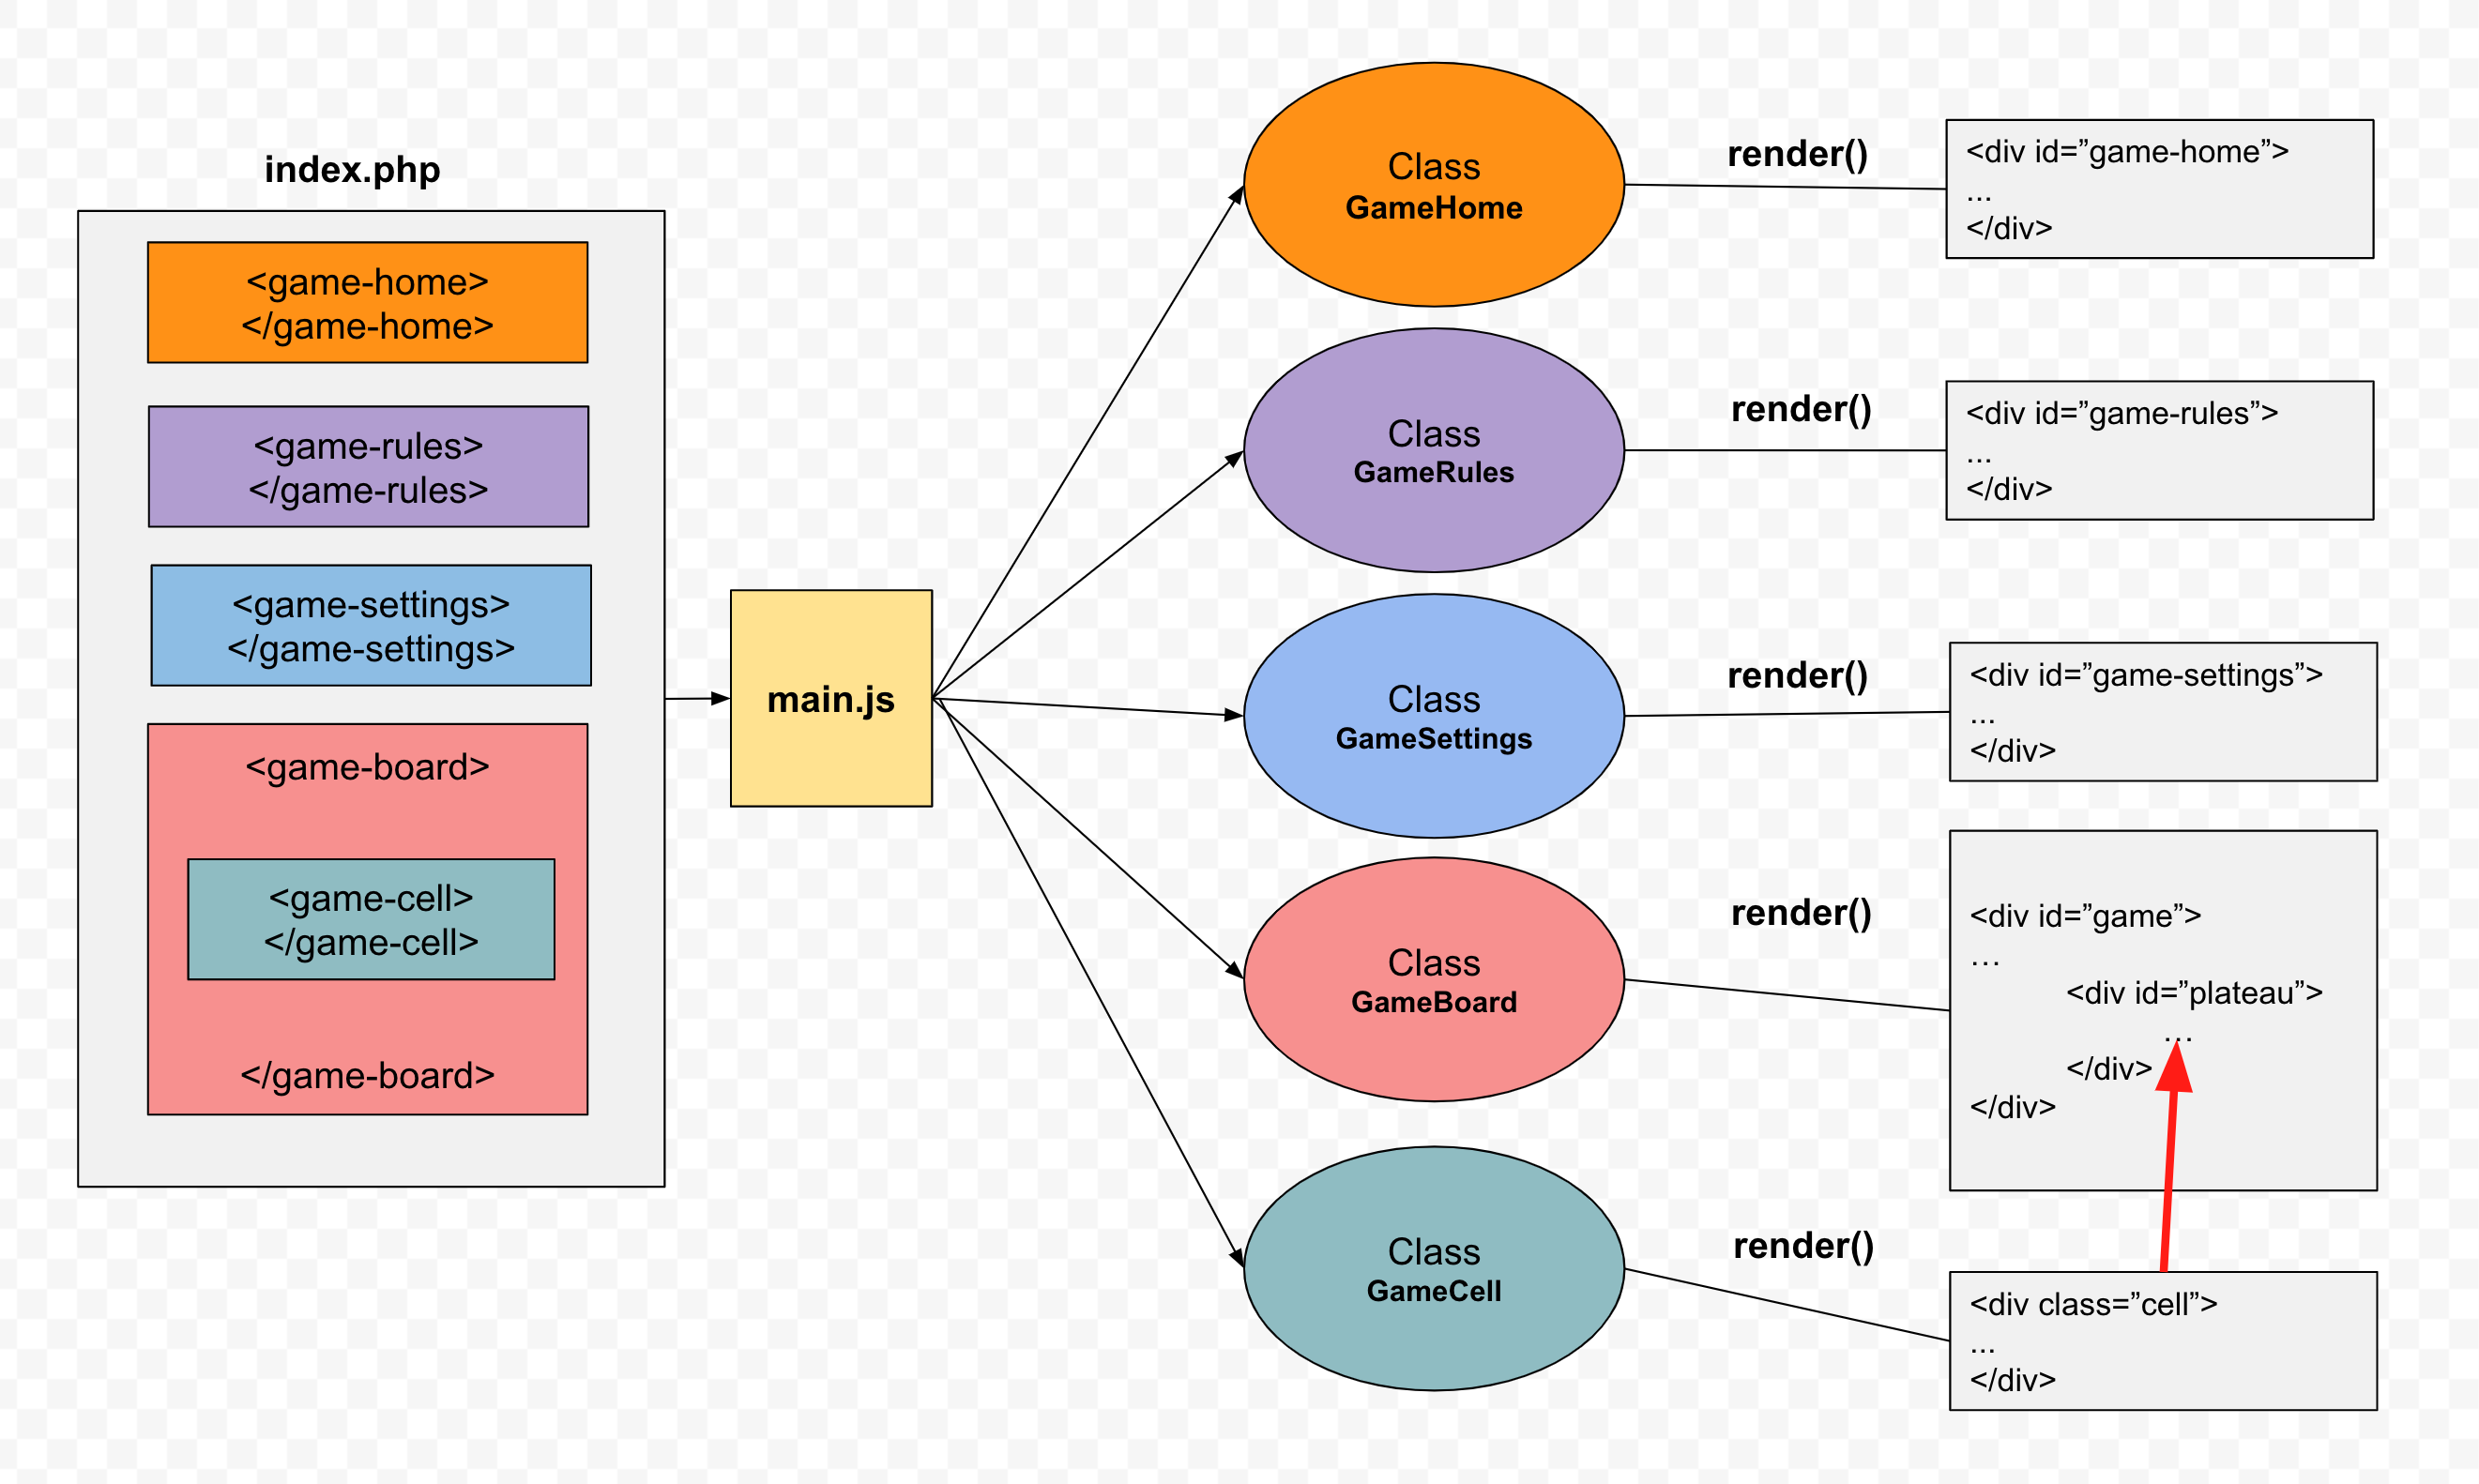 index.php
<game-home>
</game-home>
<game-rules>
</game-rules>
<game-settings>
</game-settings>
<game-board>
<game-cell>
</game-cell>
</game-board>
main.js
Class
GameHome
render()
<div id=”game-home”>
...
</div>
Class
GameRules
render()
<div id=”game-rules”>
...
</div>
Class
GameSettings
render()
<div id=”game-settings”>
...
</div>
Class
GameBoard
render()
<div id=”game”>
…
<div id=”plateau”>
…
</div>
</div>
Class
GameCell
render()
<div class=”cell”>
...
</div>